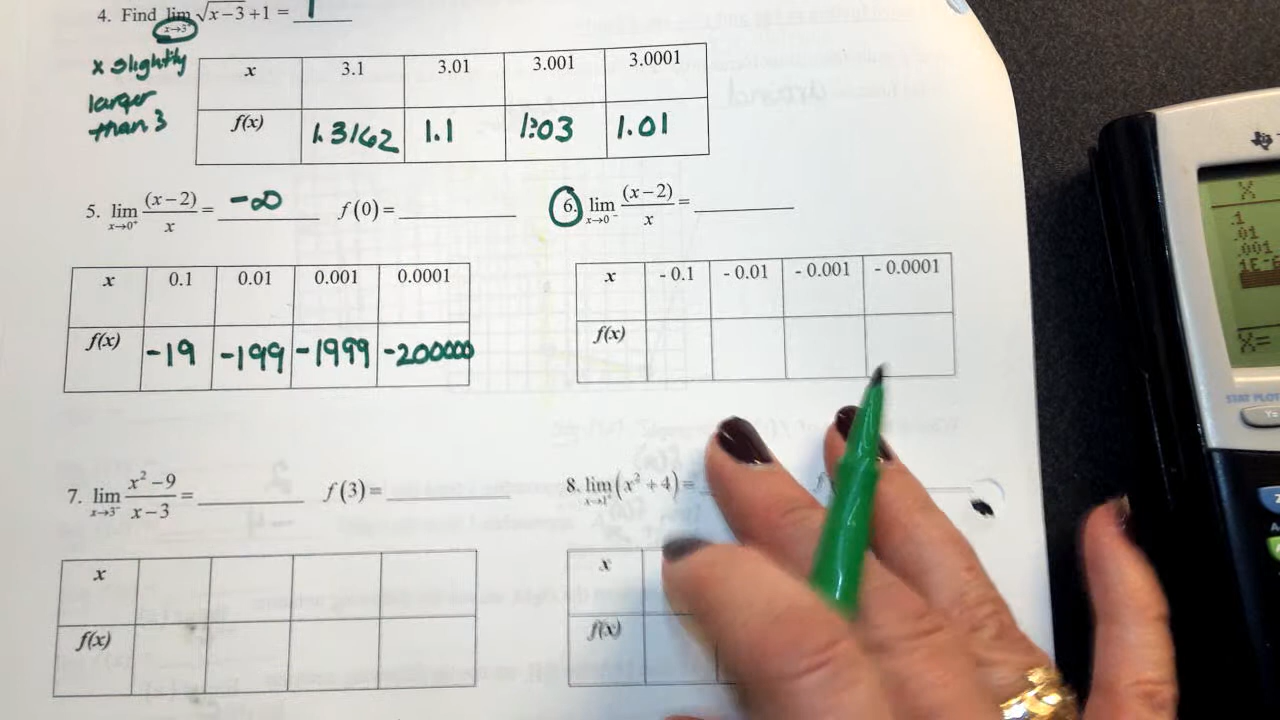 4. Find lim x→3⁺ √x−3 + 1 = 1
x slightly larger than 3
x 3.1 3.01 3.001 3.0001
f(x) 1.3162 1.1 1.03 1.01
5. lim x→0⁺ (x−2)/x = -∞ f(0) =
6. lim x→0⁻ (x−2)/x =
x 0.1 0.01 0.001 0.0001
f(x) -19 -199 -1999 -200000
x - 0.1 - 0.01 - 0.001 - 0.0001
f(x)
7. lim x→3⁻ x² −9/x−3 = f(3) =
8. lim (x² + 4) =
x
f(x)
x
f(x)
X
.1
.01
.001
X=
STAT PLOT
Y=